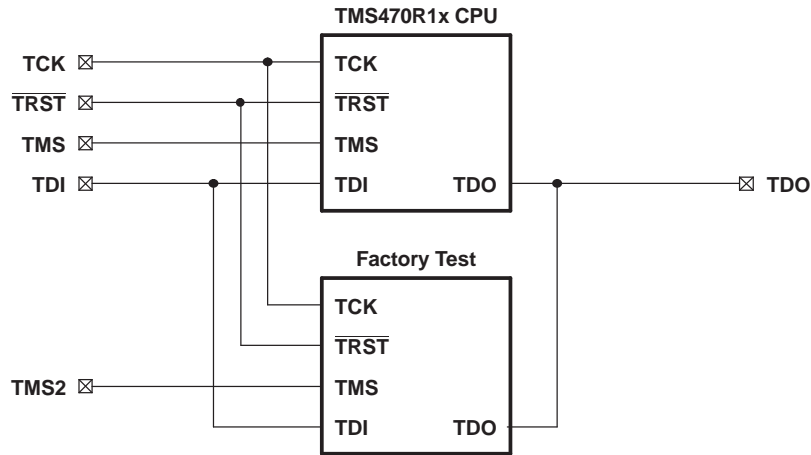 TMS470R1x CPU
TCK
TCK
TRST
TRST
TMS
TMS
TDI
TDI
TDO
TDO
Factory Test
TCK
TRST
TMS2
TMS
TDI
TDO